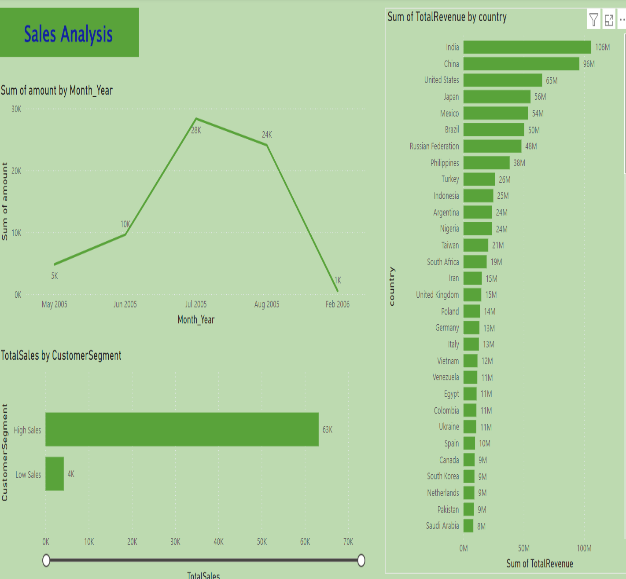 Sales Analysis
Sum of amount by Month_Year
30K
20K
10K
0K
Sum of amount
5K
10K
28K
24K
1K
May 2005
Jun 2005
Jul 2005
Aug 2005
Feb 2006
Month_Year
TotalSales by CustomerSegment
CustomerSegment
High Sales
63K
Low Sales
4K
0K
10K
20K
30K
40K
50K
60K
70K
TotalSales
Sum of TotalRevenue by country
country
India 106M
China 96M
United States 65M
Japan 56M
Mexico 54M
Brazil 50M
Russian Federation 48M
Philippines 38M
Turkey 26M
Indonesia 25M
Argentina 24M
Nigeria 24M
Taiwan 21M
South Africa 19M
Iran 15M
United Kingdom 15M
Poland 14M
Germany 13M
Italy 13M
Vietnam 12M
Venezuela 11M
Egypt 11M
Colombia 11M
Ukraine 11M
Spain 10M
Canada 9M
South Korea 9M
Netherlands 9M
Pakistan 9M
Saudi Arabia 8M
0M
50M
100M
Sum of TotalRevenue